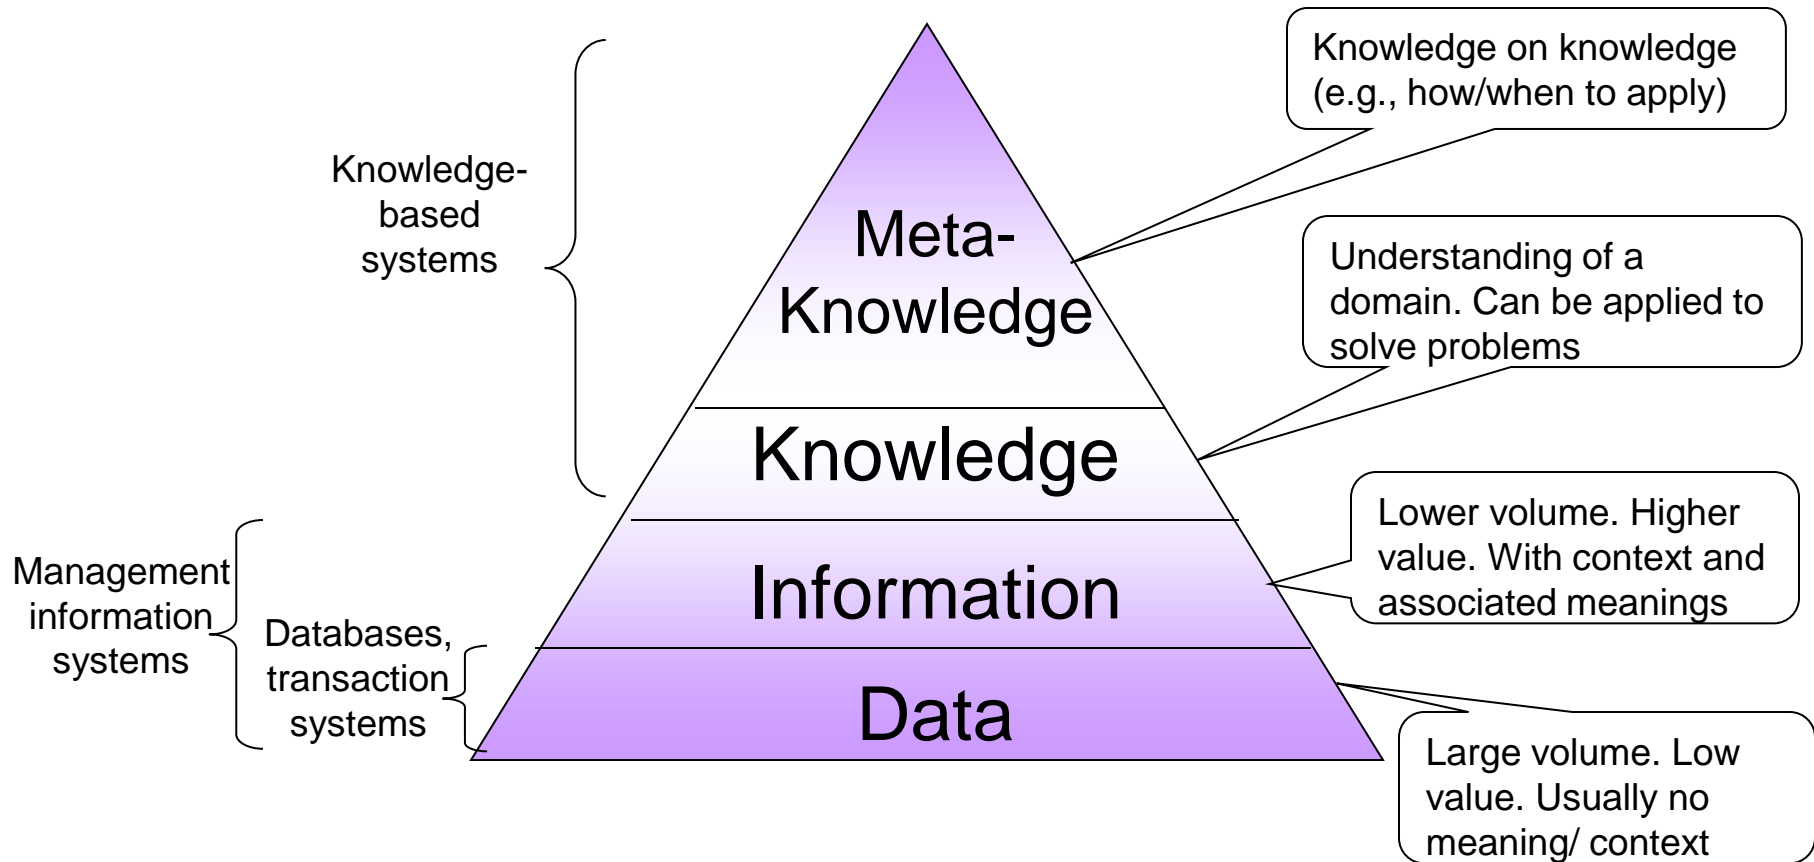 Knowledge on knowledge
(e.g., how/when to apply)
Knowledge-
based
systems
Meta-
Knowledge
Understanding of a
domain. Can be applied to
solve problems
Knowledge
Lower volume. Higher
value. With context and
associated meanings
Management
information
systems
Information
Databases,
transaction
systems
Data
Large volume. Low
value. Usually no
meaning/ context